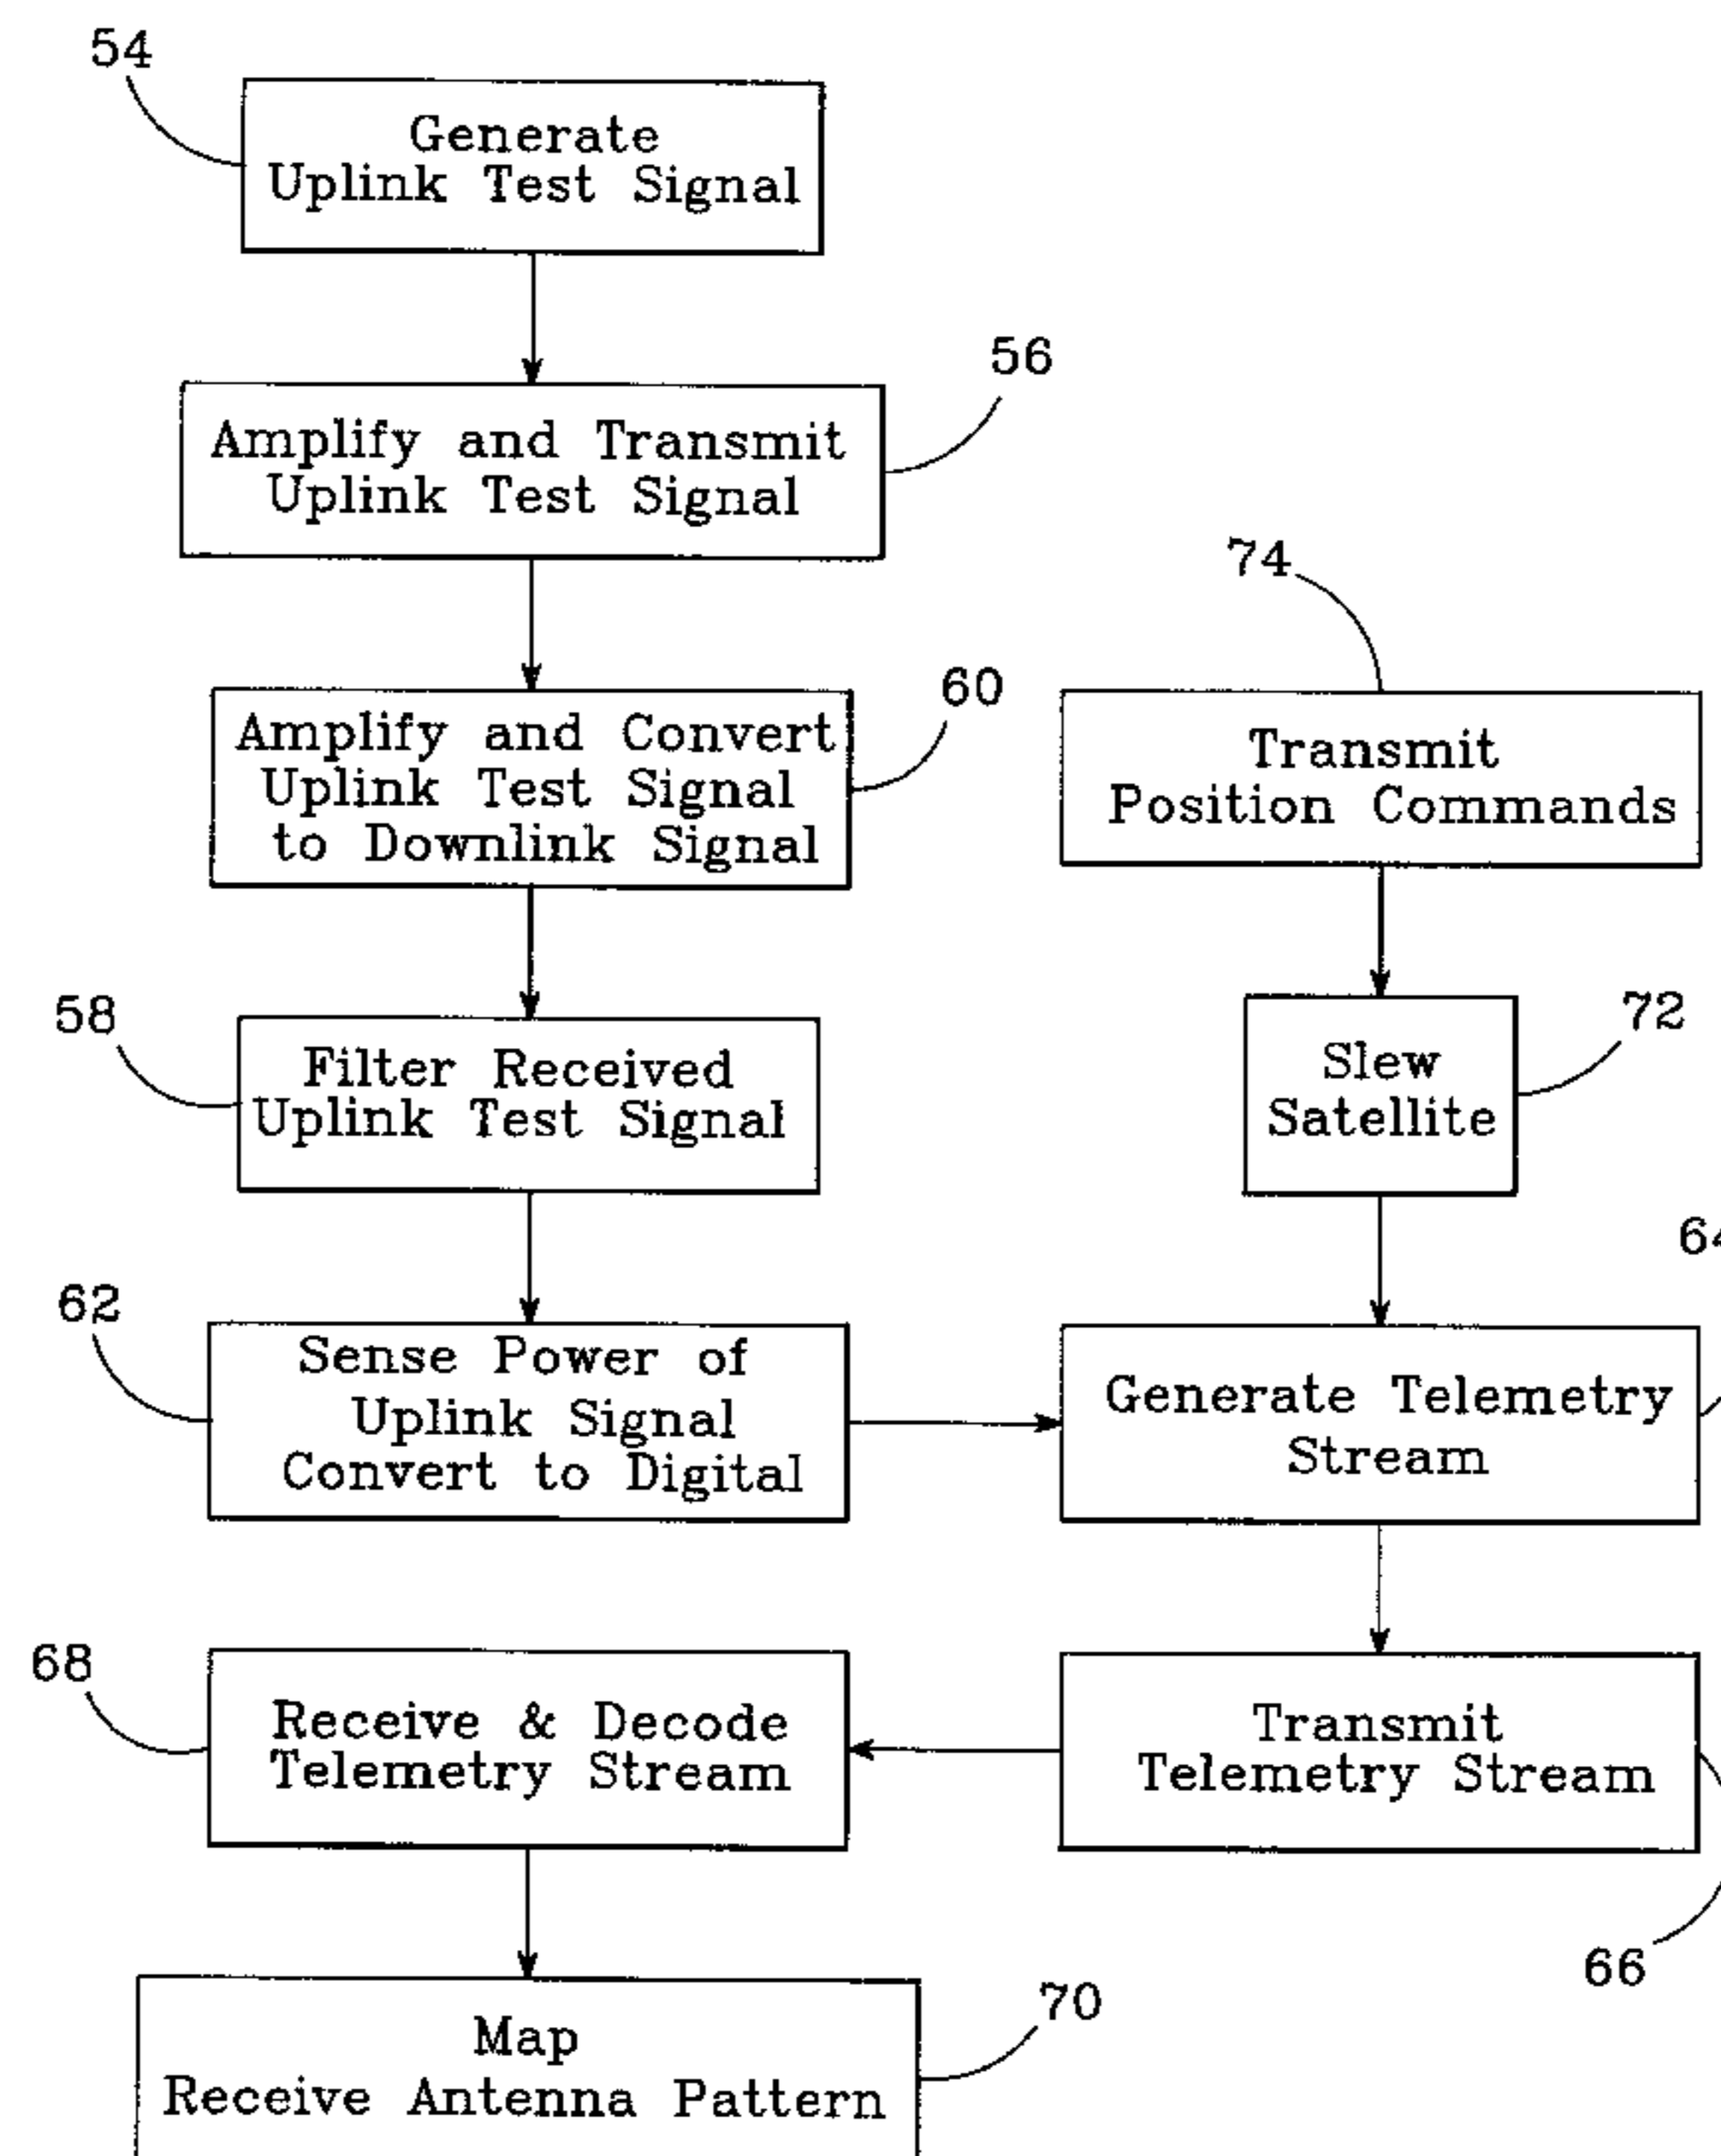 54
Generate
Uplink Test Signal
56
Amplify and Transmit
Uplink Test Signal
74
60
Amplify and Convert
Uplink Test Signal
to Downlink Signal
Transmit
Position Commands
58
Filter Received
Uplink Test Signal
72
Slew
Satellite
64
62
Sense Power of
Uplink Signal
Convert to Digital
Generate Telemetry
Stream
68
Receive & Decode
Telemetry Stream
Transmit
Telemetry Stream
66
70
Map
Receive Antenna Pattern